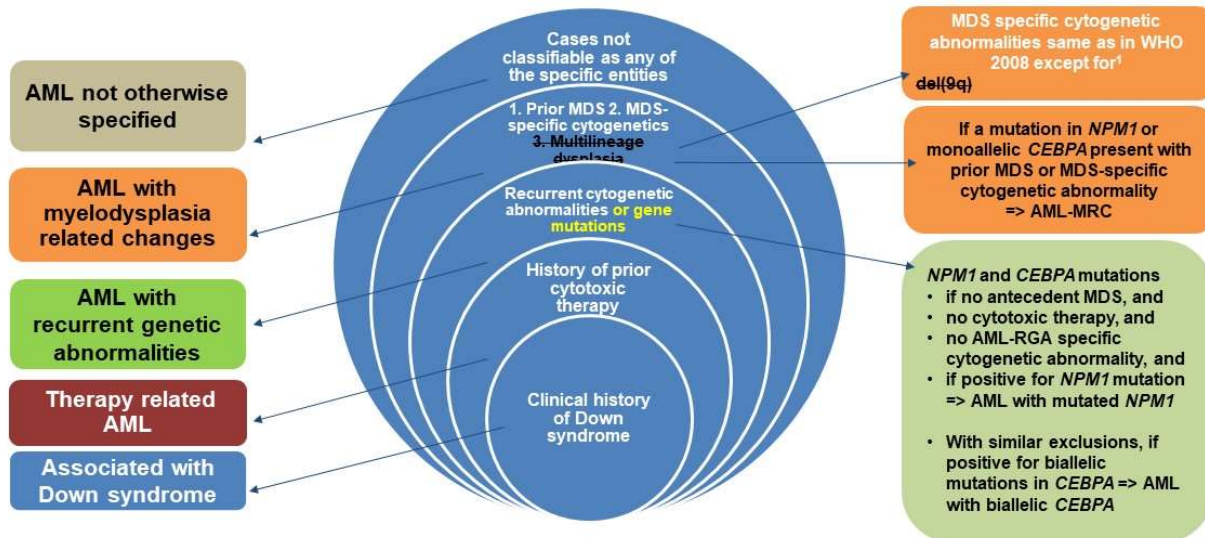 AML not otherwise
specified
AML with
myelodysplasia
related changes
AML with
recurrent genetic
abnormalities
Therapy related
AML
Associated with
Down syndrome
Cases not
classifiable as any
of the specific
entities
1. Prior MDS 2. MDS-
specific cytogenetics
3. Multilineage
dysplasia
Recurrent cytogenetic
abnormalities or gene
mutations
History of prior
cytotoxic
therapy
Clinical history
of Down
syndrome
MDS specific cytogenetic
abnormalities same as in WHO
2008 except for¹
del(9q)
If a mutation in NPM1 or
monoallelic CEBPA present with
prior MDS or MDS-specific
cytogenetic abnormality
=> AML-MRC
NPM1 and CEBPA mutations
• if no antecedent MDS, and
• no cytotoxic therapy, and
• no AML-RGA specific
cytogenetic abnormality, and
• if positive for NPM1 mutation
=> AML with mutated NPM1
• With similar exclusions, if
positive for biallelic
mutations in CEBPA => AML
with biallelic CEBPA